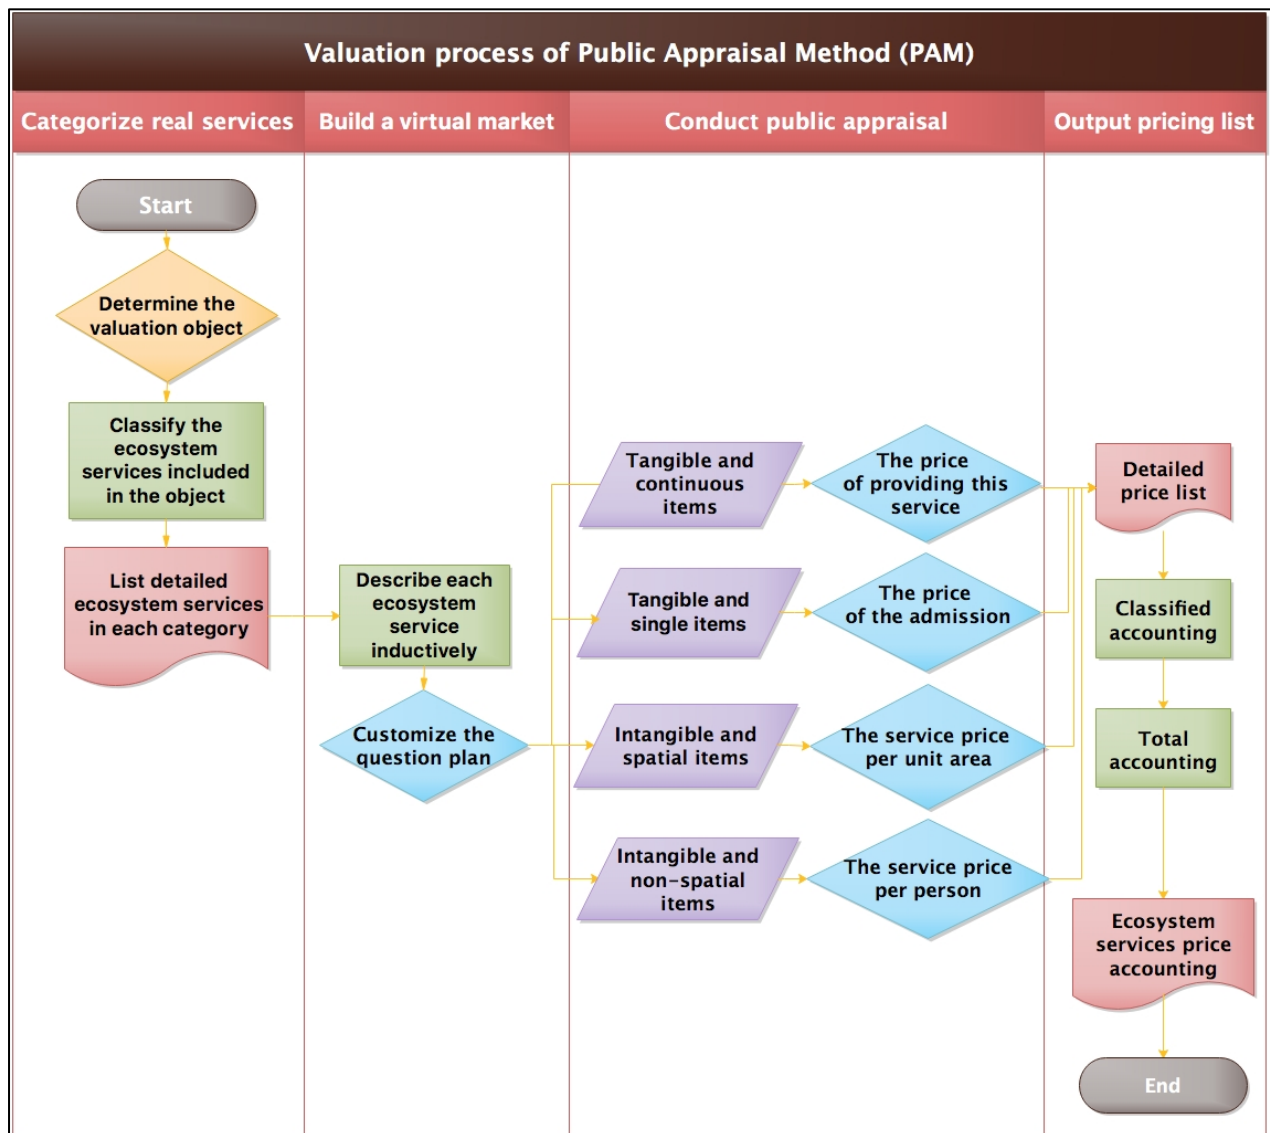 Valuation process of Public Appraisal Method (PAM)
Categorize real services
Build a virtual market
Conduct public appraisal
Output pricing list
Start
Determine the
valuation object
Classify the
ecosystem
services included
in the object
List detailed
ecosystem services
in each category
Describe each
ecosystem
service
inductively
Customize the
question plan
Tangible and
continuous
items
The price
of providing this
service
Tangible and
single items
The price
of the admission
Intangible and
spatial items
The service price
per unit area
Intangible and
non-spatial
items
The service price
per person
Detailed
price list
Classified
accounting
Total
accounting
Ecosystem
services price
accounting
End